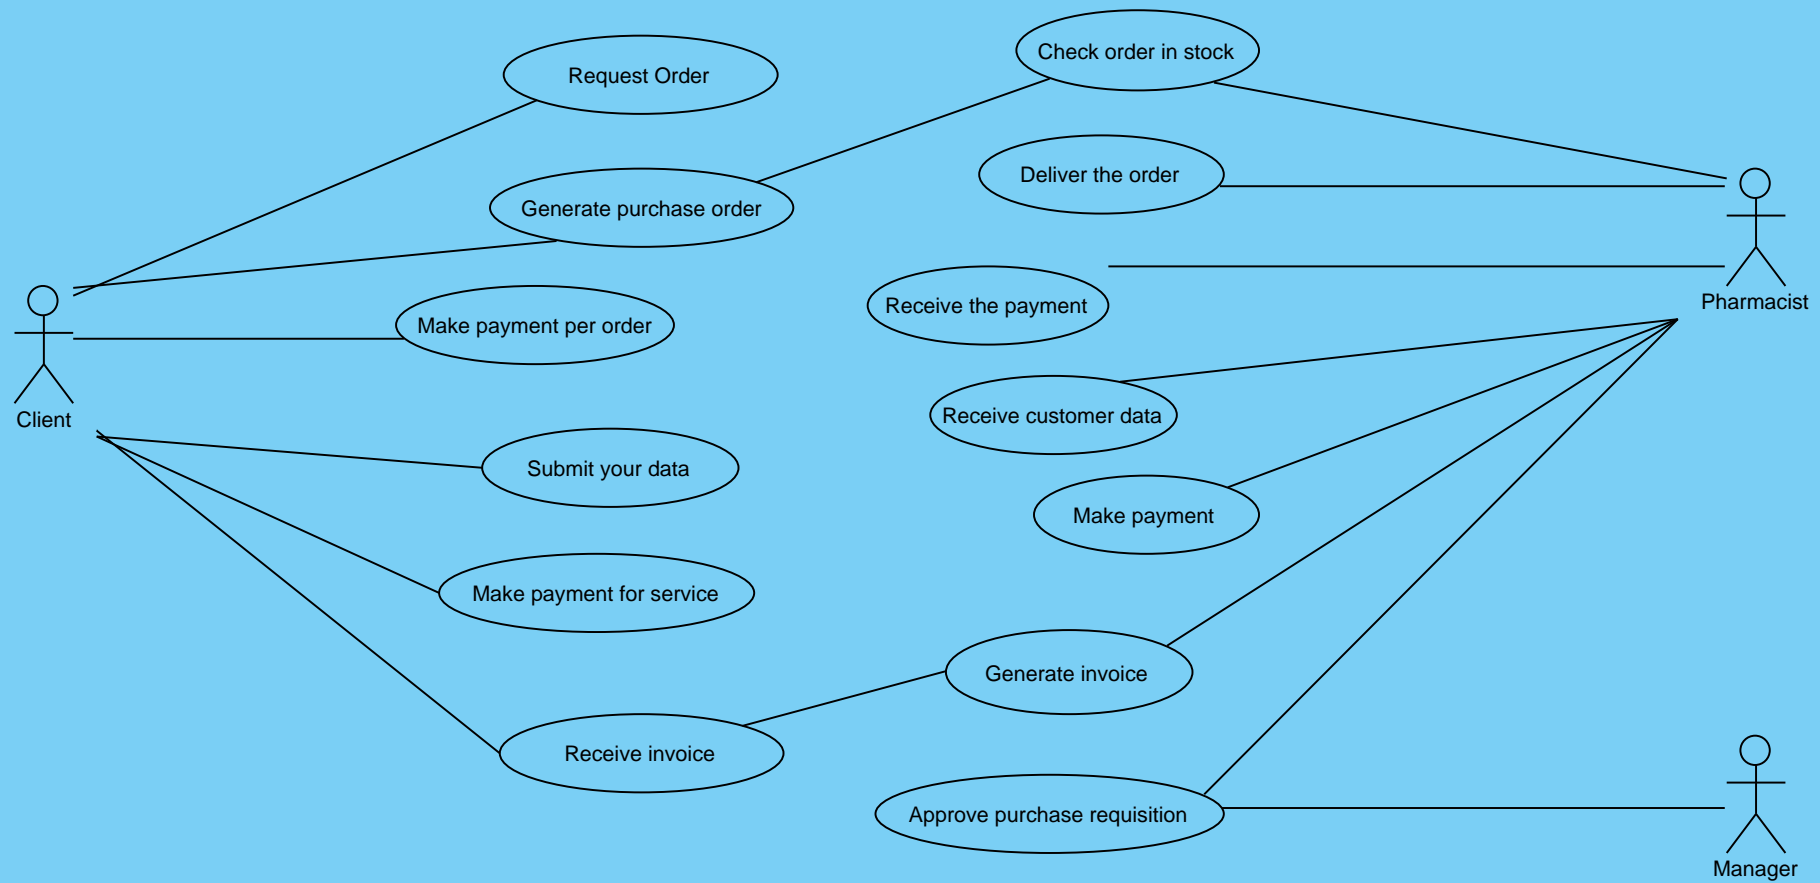 Check order in stock
Request Order
Deliver the order
Generate purchase order
Pharmacist
Receive the payment
Make payment per order
Client
Receive customer data
Submit your data
Make payment
Make payment for service
Generate invoice
Receive invoice
Approve purchase requisition
Manager